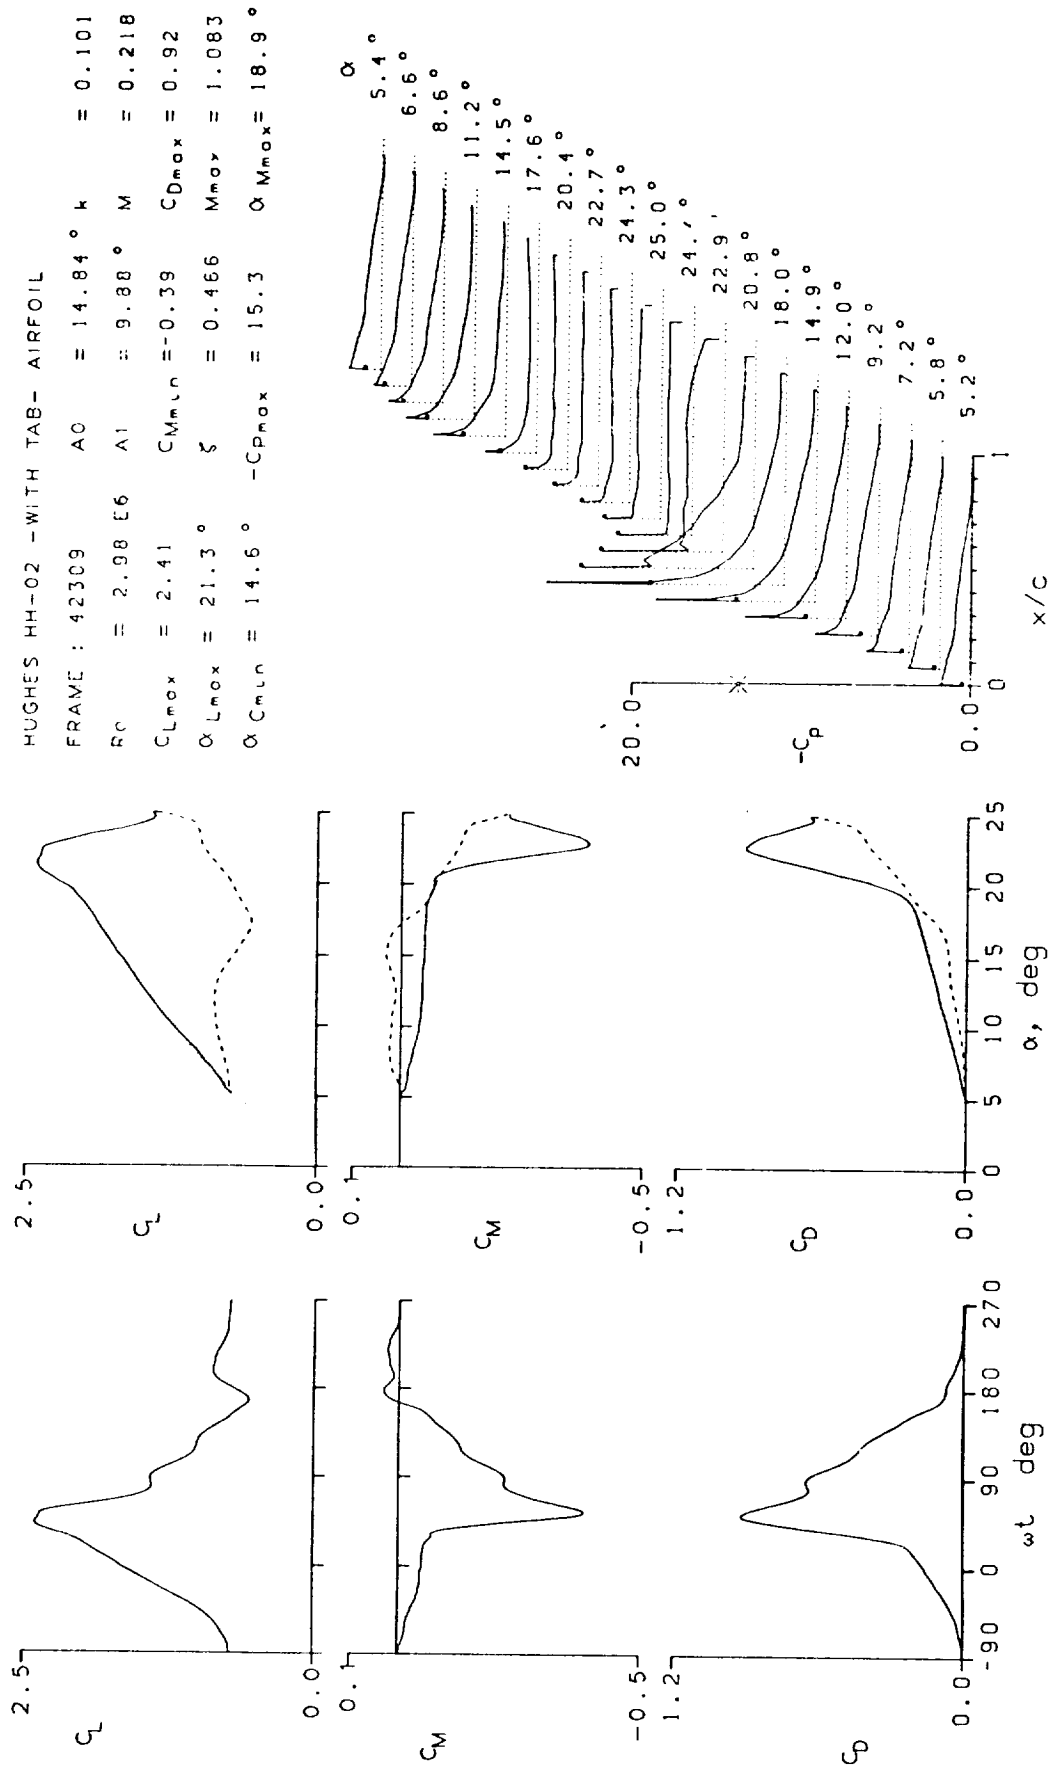 HUGHES HH-02 -WITH TAB- AIRFOIL
FRAME : 42309 A0 = 14.84° k = 0.101
= 2.98 E6 A1 = 9.88° M = 0.218
CLmax = 2.41 CMmin =-0.39 CDmax = 0.92
αLmax = 21.3° ζ = 0.466 Mmax = 1.083
αCmin = 14.6° -Cpmax = 15.3 αMmax = 18.9°
2.5
CL
0.0
0.1
CM
-0.5
1.2
CD
0.0
-90 0 90 180 270
ωt deg
2.5
CL
0.0
0.1
CM
-0.5
1.2
CD
0.0
0 5 10 15 20 25
α, deg
20.0
-Cp
0.0
0 1
x/c
α
5.4°
6.6°
8.6°
11.2°
14.5°
17.6°
20.4°
22.7°
24.3°
25.0°
22.9
20.8°
18.0°
14.9°
12.0°
9.2°
7.2°
5.8°
5.2°